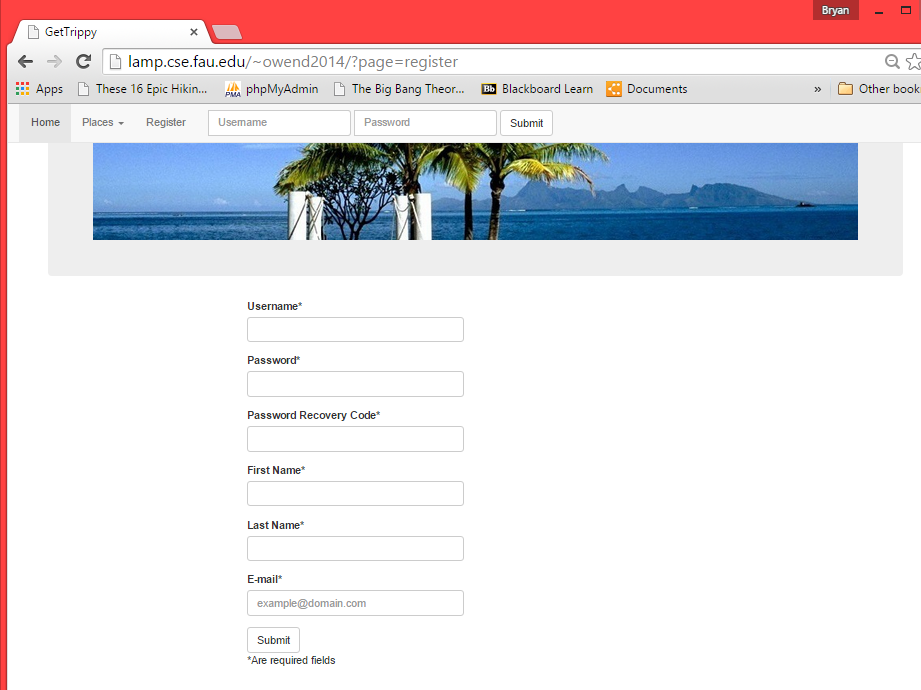 Bryan
GetTrippy
lamp.cse.fau.edu/~owend2014/?page=register
Apps These 16 Epic Hikin... PMA phpMyAdmin The Big Bang Theor... Bb Blackboard Learn Documents » Other book
Home Places Register Username Password Submit
Username*
Password*
Password Recovery Code*
First Name*
Last Name*
E-mail*
example@domain.com
Submit
*Are required fields